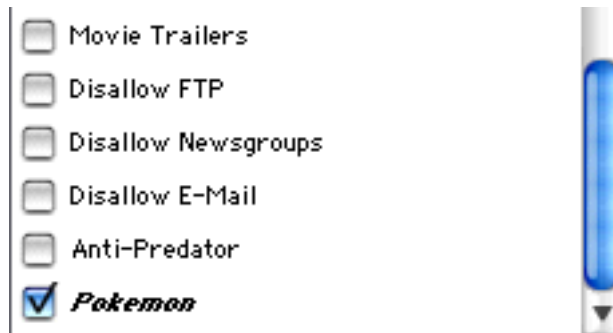 Movie Trailers
Disallow FTP
Disallow Newsgroups
Disallow E-Mail
Anti-Predator
Pokemon